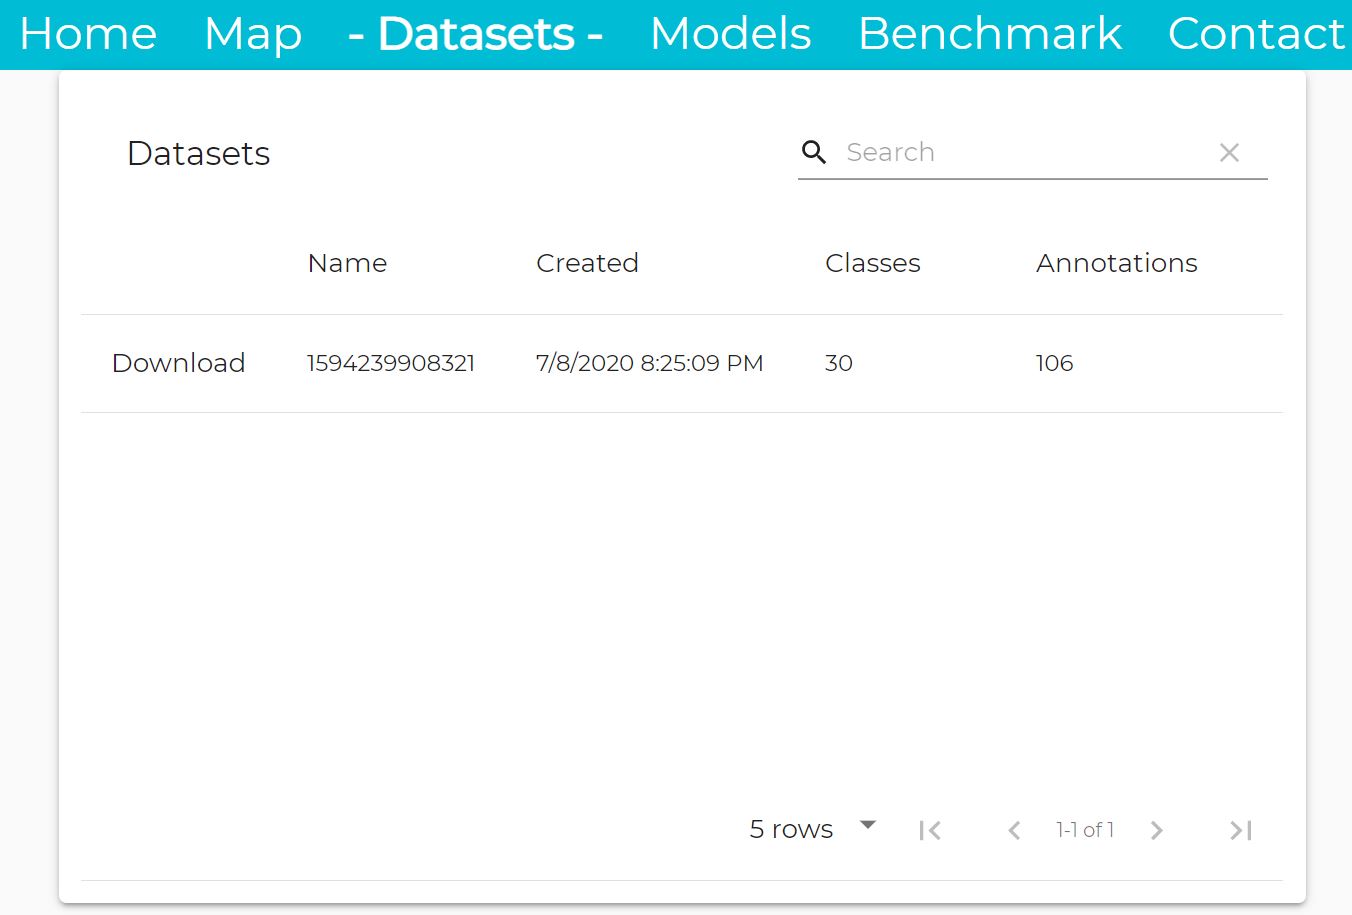 Home Map - Datasets - Models Benchmark Contact
Datasets Search
Name Created Classes Annotations
Download 1594239908321 7/8/2020 8:25:09 PM 30 106
5 rows 1-1 of 1